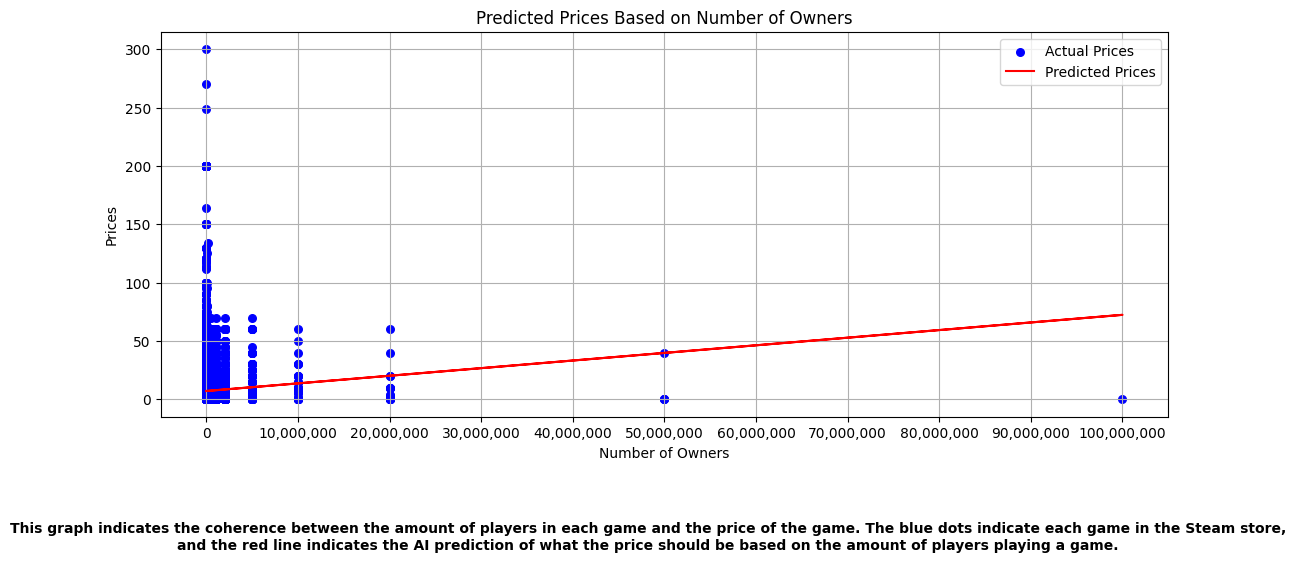 Predicted Prices Based on Number of Owners
Actual Prices
Predicted Prices
300
250
200
150
100
50
0
Prices
0 10,000,000 20,000,000 30,000,000 40,000,000 50,000,000 60,000,000 70,000,000 80,000,000 90,000,000 100,000,000
Number of Owners
This graph indicates the coherence between the amount of players in each game and the price of the game. The blue dots indicate each game in the Steam store,
and the red line indicates the AI prediction of what the price should be based on the amount of players playing a game.